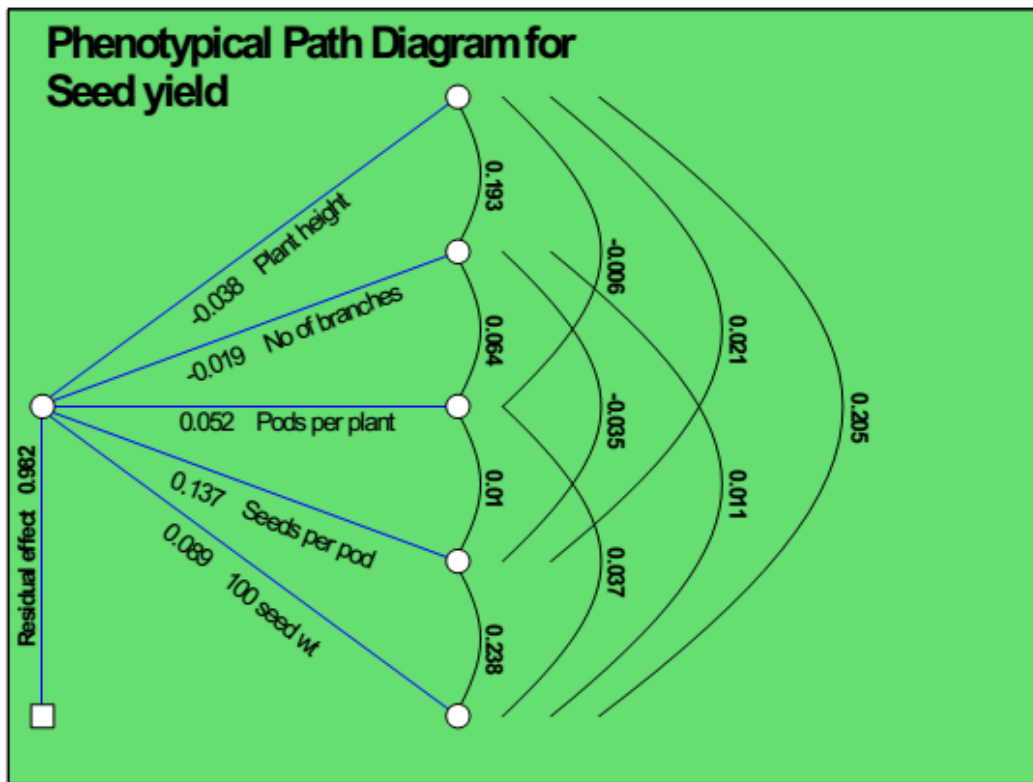 Phenotypical Path Diagram for
Seed yield
-0.038 Plant height
-0.019 No of branches
0.052 Pods per plant
0.137 Seeds per pod
0.089 100 seed wt
Residual effect 0.982
0.193
0.064
0.01
0.238
-0.006
-0.035
0.037
0.021
0.011
0.205